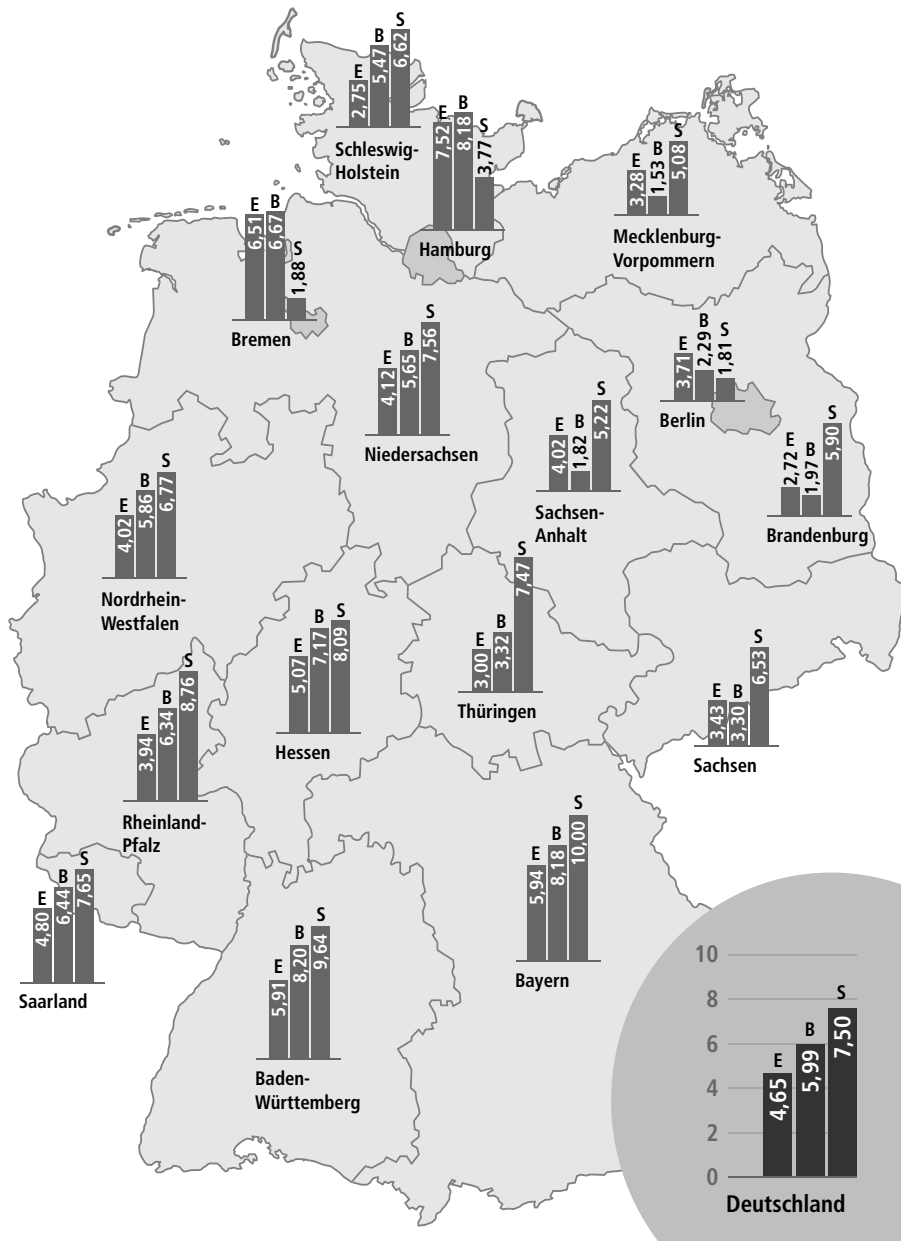 E B S
2,75 5,47 6,62
Schleswig-
Holstein
E B S
7,52 8,18 3,77
Hamburg
E B S
3,28 1,53 5,08
Mecklenburg-
Vorpommern
E B S
6,51 6,67 1,88
Bremen
E B S
4,12 5,65 7,56
Niedersachsen
E B S
3,71 2,29 1,81
Berlin
E B S
4,02 1,82 5,22
Sachsen-
Anhalt
E B S
2,72 1,97 5,90
Brandenburg
E B S
4,02 5,86 6,77
Nordrhein-
Westfalen
E B S
5,07 7,17 8,09
Hessen
E B S
3,00 3,32 7,47
Thüringen
E B S
3,43 3,30 6,53
Sachsen
E B S
3,94 6,34 8,76
Rheinland-
Pfalz
E B S
4,80 6,44 7,65
Saarland
E B S
5,91 8,20 9,64
Baden-
Württemberg
E B S
5,94 8,18 10,00
Bayern
10
8
6
4
2
0
E B S
4,65 5,99 7,50
Deutschland